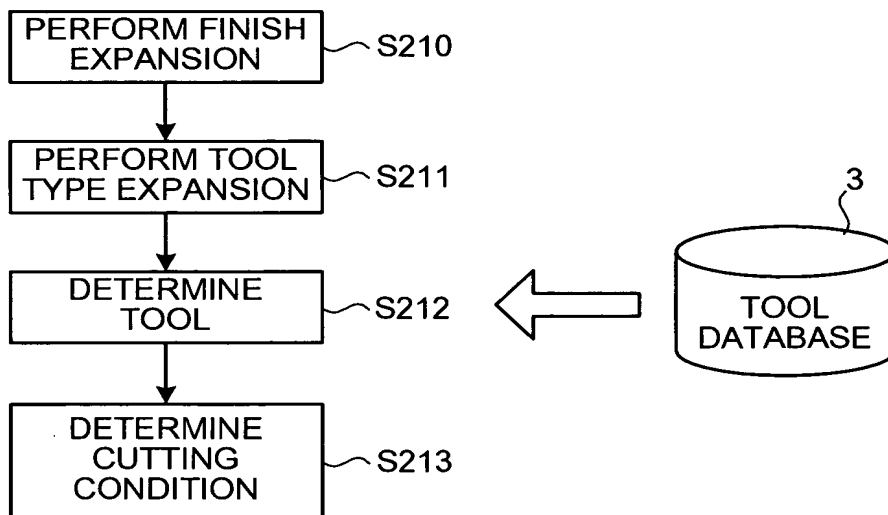 PERFORM FINISH
EXPANSION
S210
PERFORM TOOL
TYPE EXPANSION
S211
DETERMINE
TOOL
S212
DETERMINE
CUTTING
CONDITION
S213
3
TOOL
DATABASE